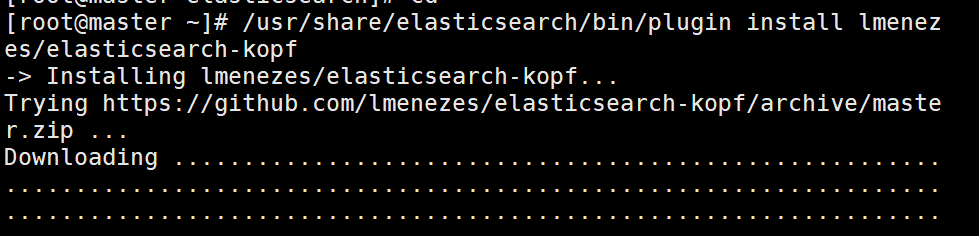 [root@master elasticsearch]# cd
[root@master ~]# /usr/share/elasticsearch/bin/plugin install lmenez
es/elasticsearch-kopf
-> Installing lmenezes/elasticsearch-kopf...
Trying https://github.com/lmenezes/elasticsearch-kopf/archive/maste
r.zip ...
Downloading .......................................................
...................................................................
...................................................................